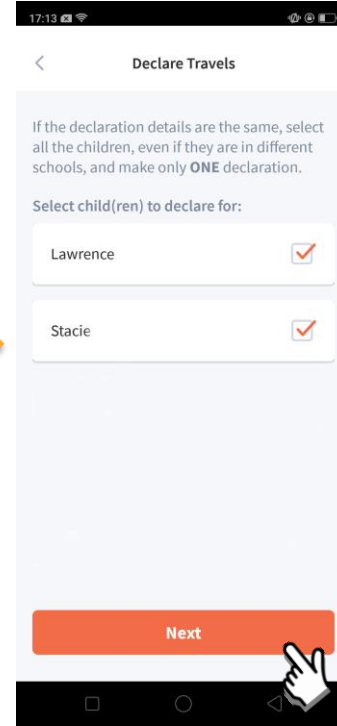 17:13
Declare Travels
If the declaration details are the same, select
all the children, even if they are in different
schools, and make only ONE declaration.
Select child(ren) to declare for:
Lawrence
Stacie
Next